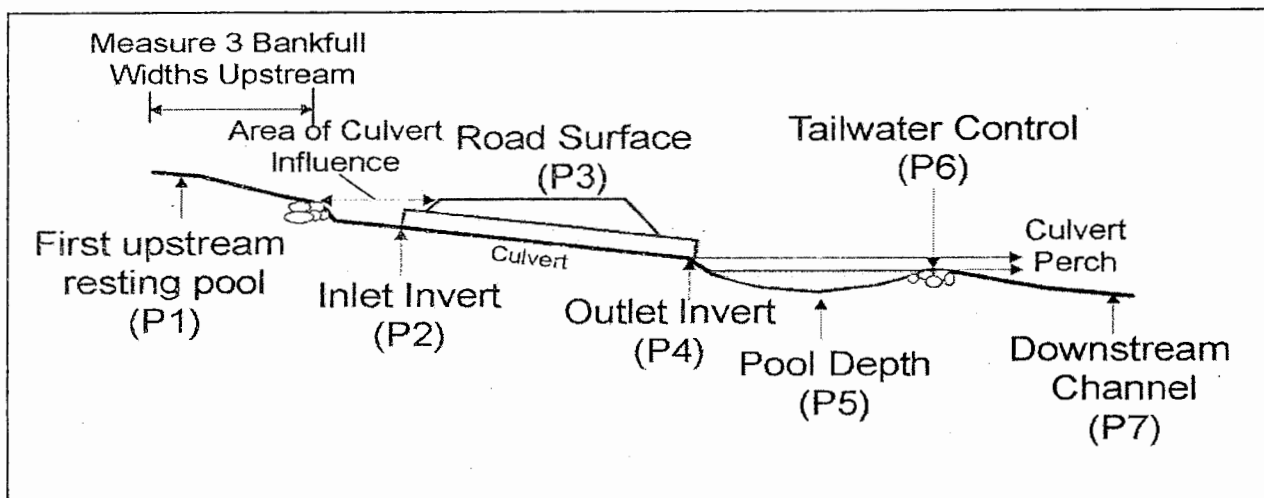 Measure 3 Bankfull
Widths Upstream
Area of Culvert
Influence
Road Surface
(P3)
Tailwater Control
(P6)
First upstream
resting pool
(P1)
Inlet Invert
(P2)
Culvert
Outlet Invert
(P4)
Pool Depth
(P5)
Culvert
Perch
Downstream
Channel
(P7)